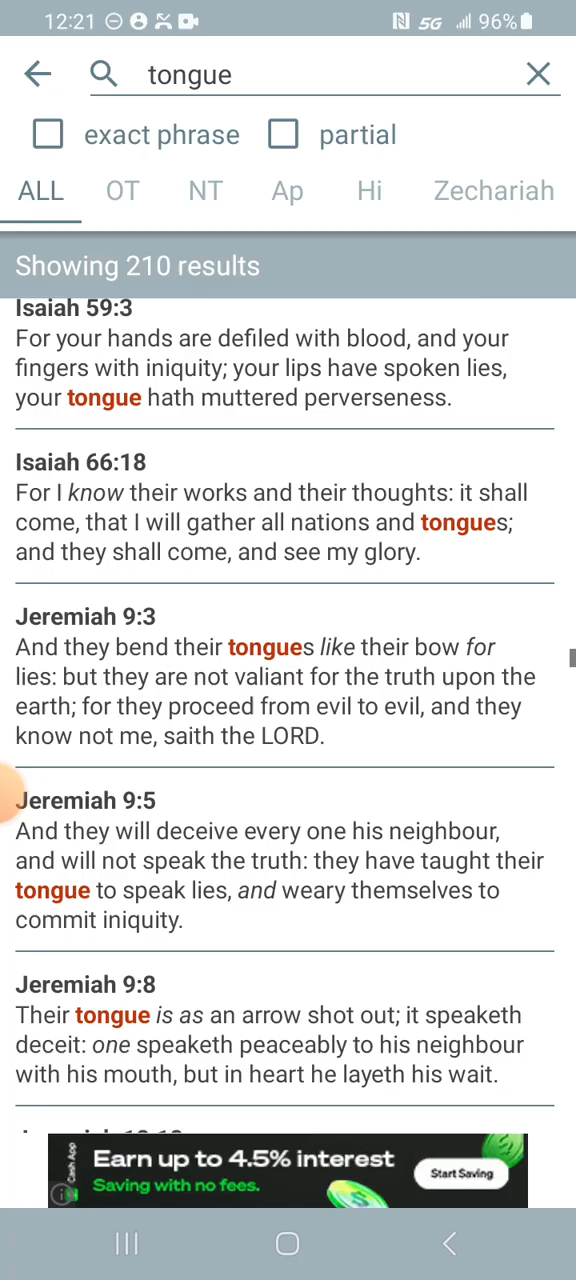 12:21
5G
96%
tongue
exact phrase
partial
ALL OT NT Ap Hi Zechariah
Showing 210 results
Isaiah 59:3
For your hands are defiled with blood, and your
fingers with iniquity; your lips have spoken lies,
your tongue hath muttered perverseness.
Isaiah 66:18
For I know their works and their thoughts: it shall
come, that I will gather all nations and tongues;
and they shall come, and see my glory.
Jeremiah 9:3
And they bend their tongues like their bow for
lies: but they are not valiant for the truth upon the
earth; for they proceed from evil to evil, and they
know not me, saith the LORD.
Jeremiah 9:5
And they will deceive every one his neighbour,
and will not speak the truth: they have taught their
tongue to speak lies, and weary themselves to
commit iniquity.
Jeremiah 9:8
Their tongue is as an arrow shot out; it speaketh
deceit: one speaketh peaceably to his neighbour
with his mouth, but in heart he layeth his wait.
Cash App
Earn up to 4.5% interest
Saving with no fees.
Start Saving